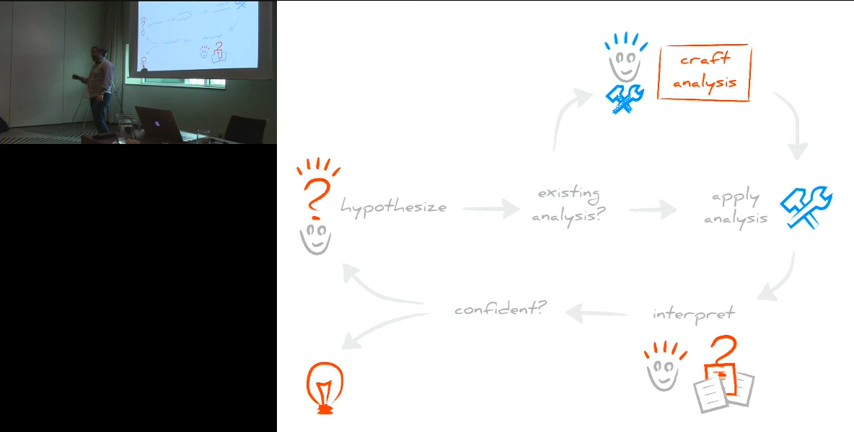 craft
analysis
?
hypothesize
existing
analysis?
apply
analysis
confident?
interpret
?